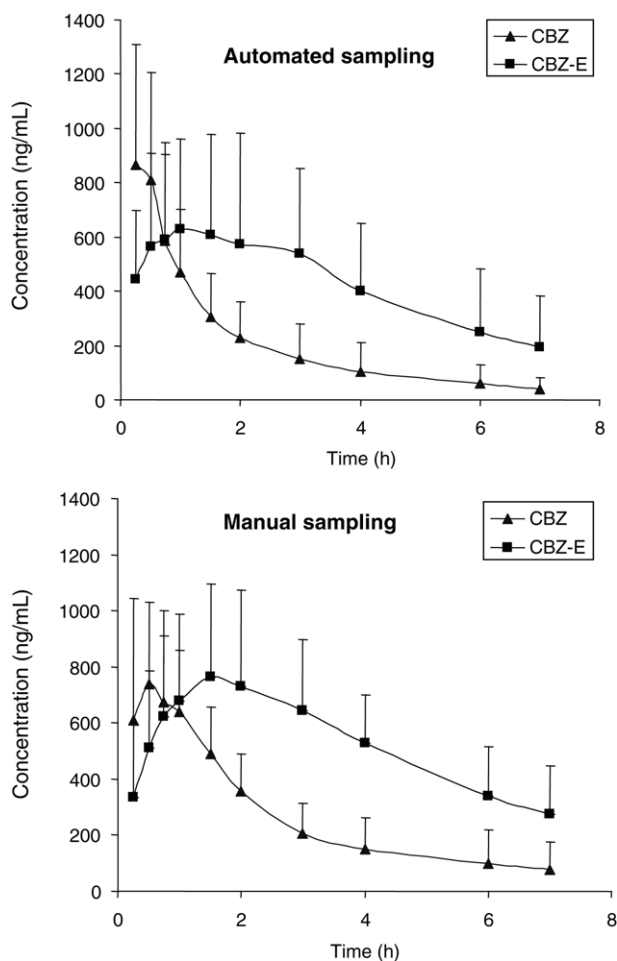 1400
1200
1000
800
600
400
200
0
Concentration (ng/mL)
Automated sampling
CBZ
CBZ-E
0 2 4 6 8
Time (h)
1400
1200
1000
800
600
400
200
0
Concentration (ng/mL)
Manual sampling
CBZ
CBZ-E
0 2 4 6 8
Time (h)